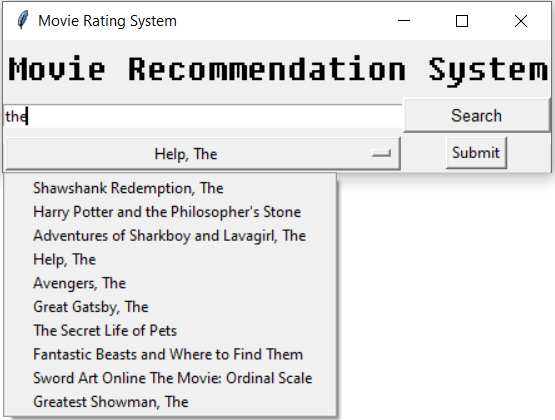 Movie Rating System
Movie Recommendation System
the
Search
Help, The
Submit
Shawshank Redemption, The
Harry Potter and the Philosopher's Stone
Adventures of Sharkboy and Lavagirl, The
Help, The
Avengers, The
Great Gatsby, The
The Secret Life of Pets
Fantastic Beasts and Where to Find Them
Sword Art Online The Movie: Ordinal Scale
Greatest Showman, The